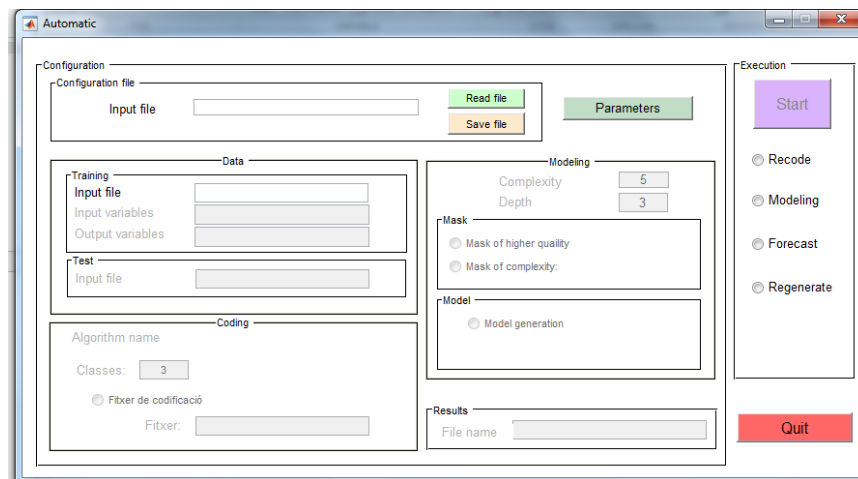 Automatic
Configuration
Configuration file
Input file
Read file
Save file
Parameters
Data
Training
Input file
Input variables
Output variables
Test
Input file
Coding
Algorithm name
Classes: 3
Fitxer de codificació
Fitxer:
Modeling
Complexity 5
Depth 3
Mask
Mask of higher quaility
Mask of complexity:
Model
Model generation
Results
File name
Execution
Start
Recode
Modeling
Forecast
Regenerate
Quit